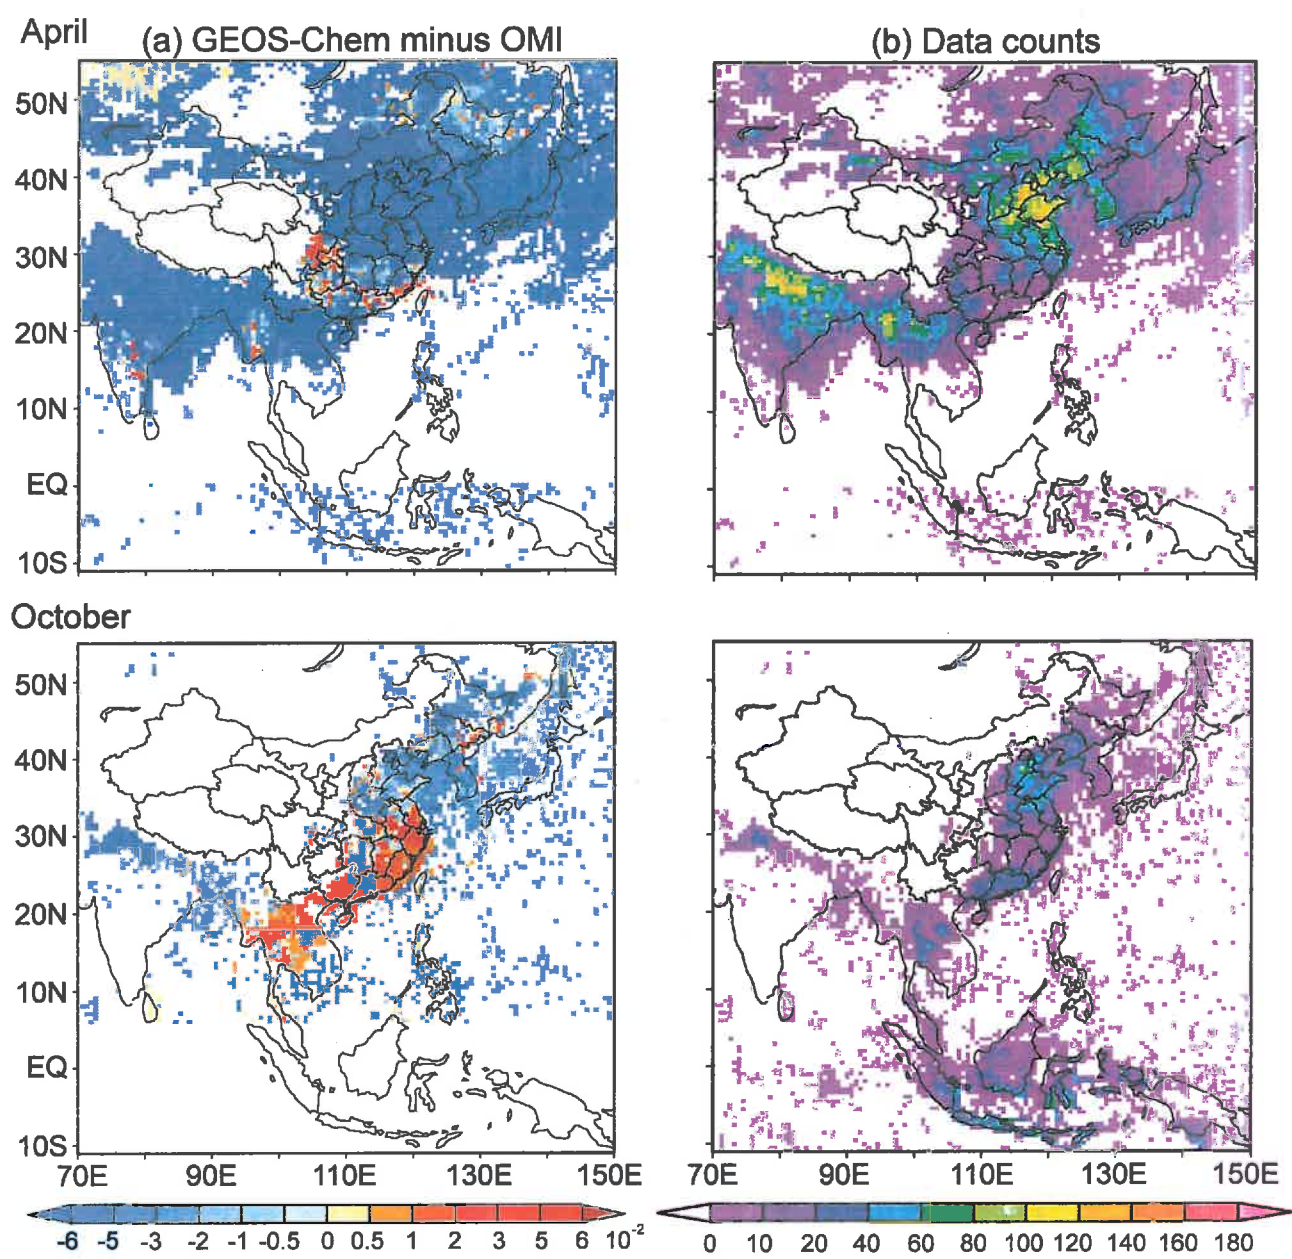 April
(a) GEOS-Chem minus OMI
(b) Data counts
50N
40N
30N
20N
10N
EQ
10S
October
50N
40N
30N
20N
10N
EQ
10S
70E 90E 110E 130E 150E
70E 90E 110E 130E 150E
-6 -5 -3 -2 -1 -0.5 0 0.5 1 2 3 5 6 10-2
0 10 20 40 60 80 100 120 140 160 180